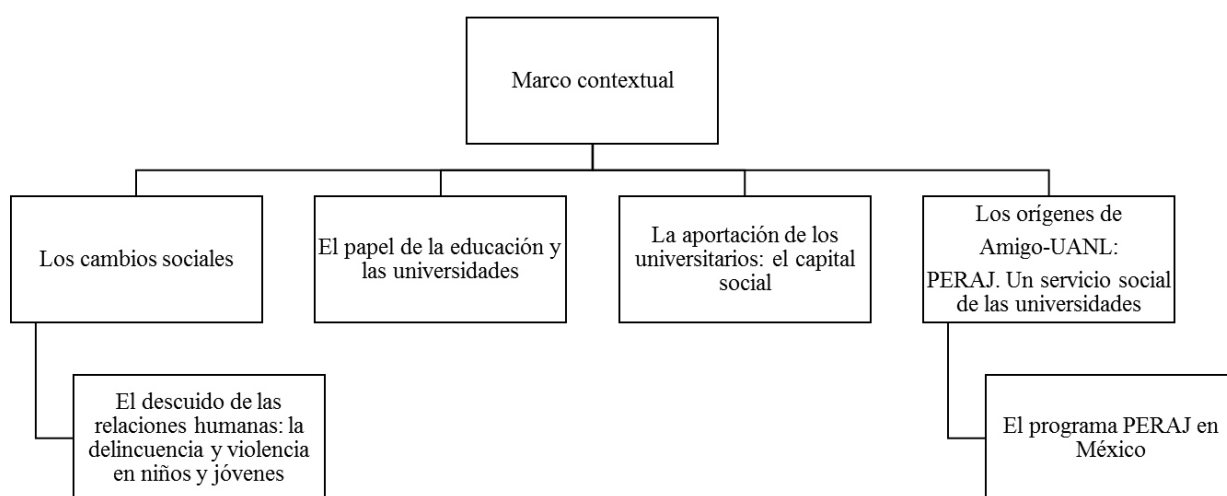 Marco contextual
Los cambios sociales
El papel de la educación y
las universidades
La aportación de los
universitarios: el capital
social
Los orígenes de
Amigo-UANL:
PERAJ. Un servicio social
de las universidades
El descuido de las
relaciones humanas: la
delincuencia y violencia
en niños y jóvenes
El programa PERAJ en
México